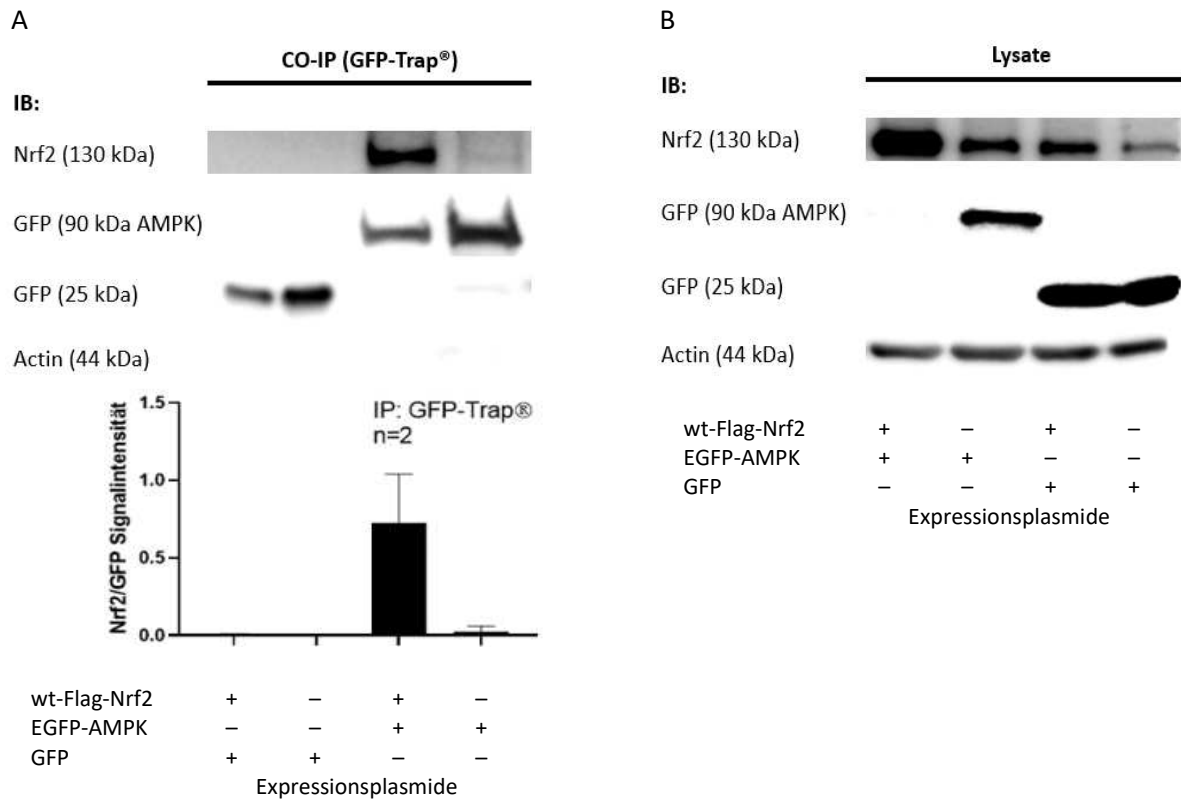 A
CO-IP (GFP-Trap®)
IB:
Nrf2 (130 kDa)
GFP (90 kDa AMPK)
GFP (25 kDa)
Actin (44 kDa)
1.5
1.0
0.5
0.0
Nrf2/GFP Signalintensität
IP: GFP-Trap®
n=2
wt-Flag-Nrf2 + – + –
EGFP-AMPK – – + +
GFP + + – –
Expressionsplasmide
B
Lysate
IB:
Nrf2 (130 kDa)
GFP (90 kDa AMPK)
GFP (25 kDa)
Actin (44 kDa)
wt-Flag-Nrf2 + – + –
EGFP-AMPK + + – –
GFP – – + +
Expressionsplasmide